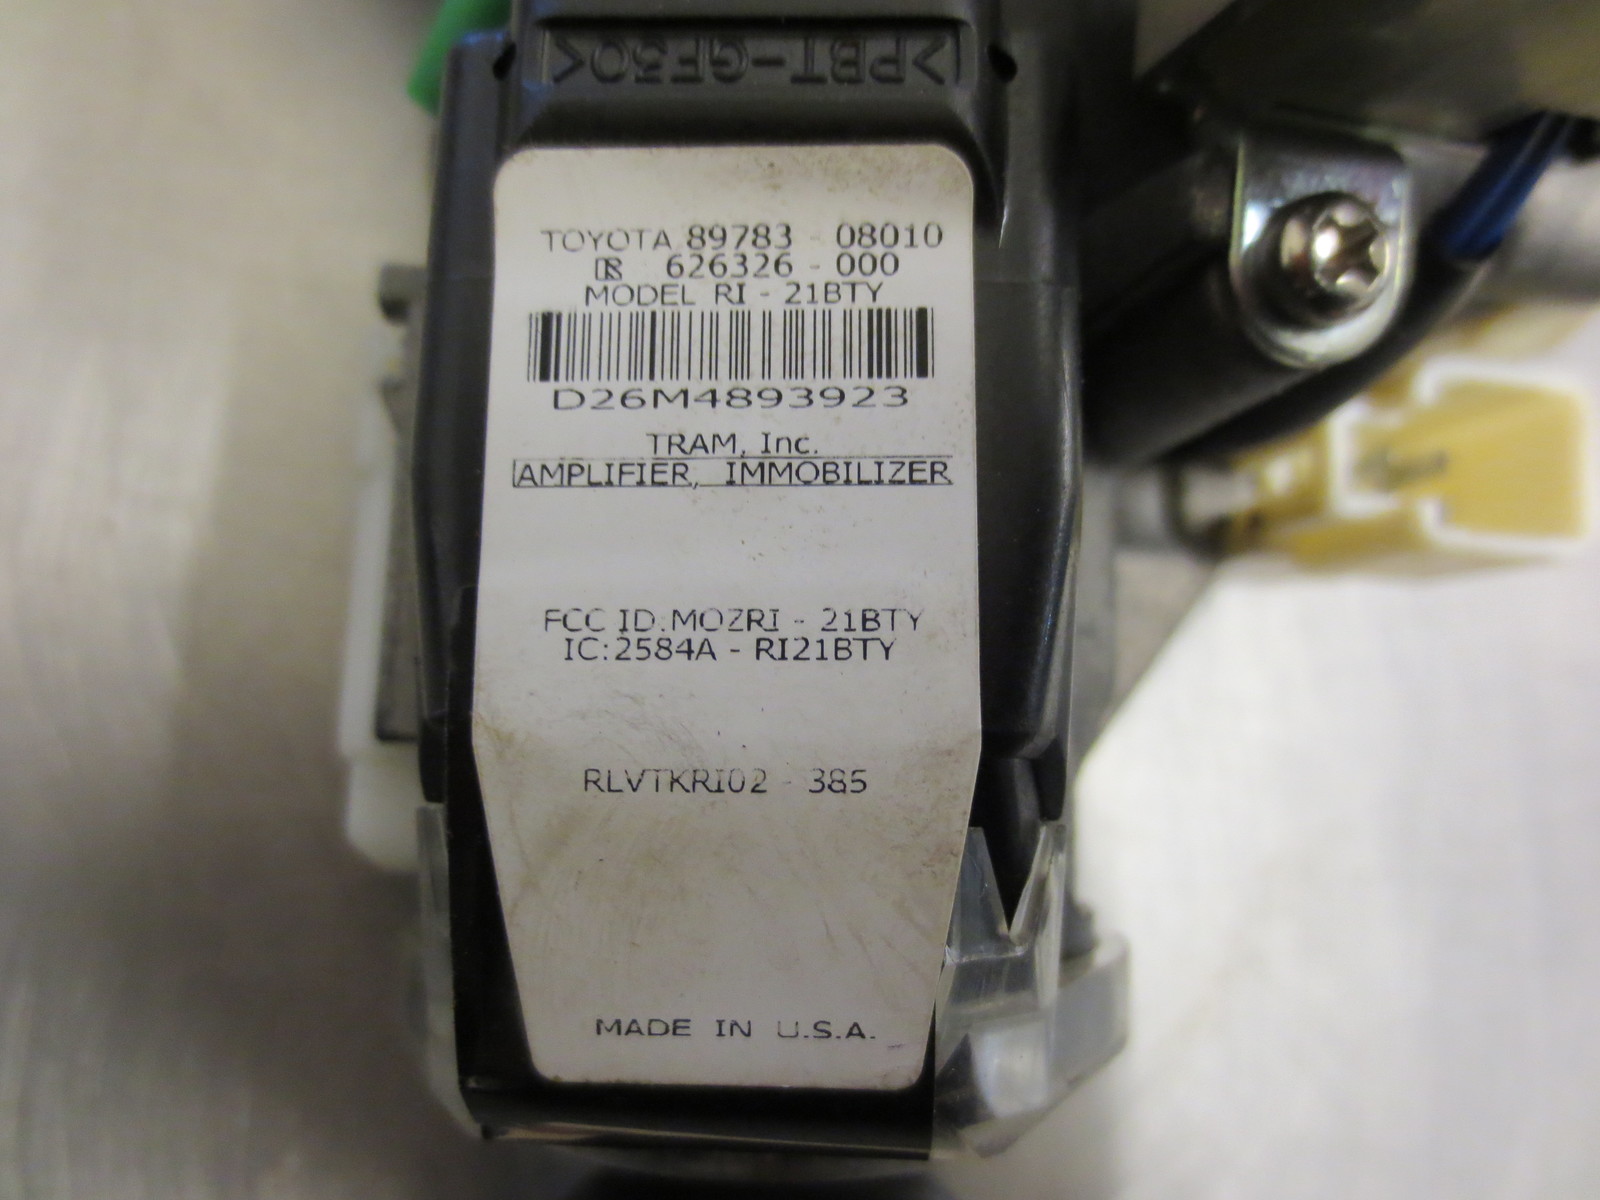 >PBT-GF30<
TOYOTA 89783 - 08010
R 626326 - 000
MODEL RI - 21BTY
D26M4893923
TRAM, Inc.
AMPLIFIER, IMMOBILIZER
FCC ID:MOZRI - 21BTY
IC:2584A - RI21BTY
RLVTKRI02 - 385
MADE IN U.S.A.